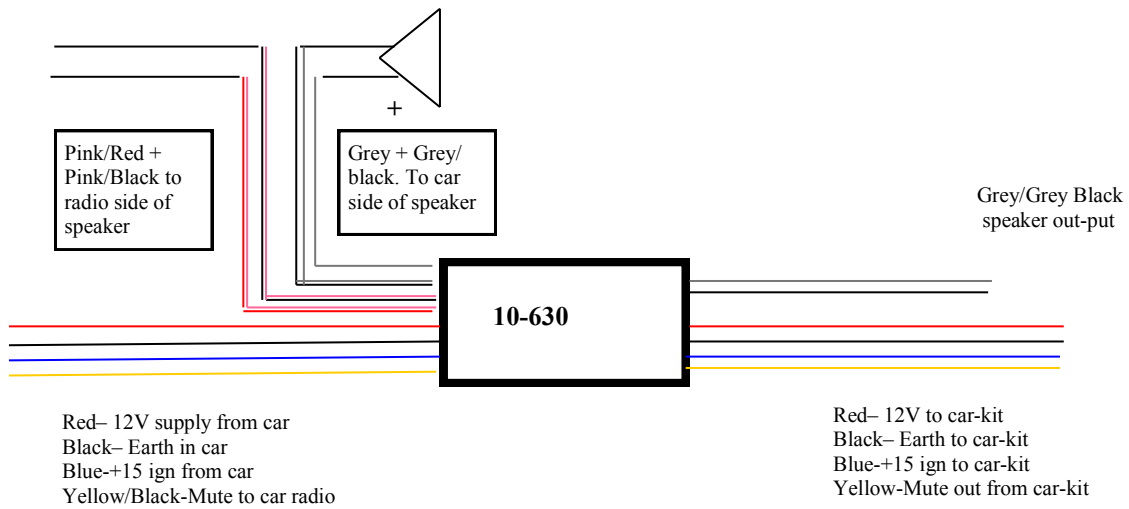 +
Pink/Red +
Pink/Black to
radio side of
speaker
Grey + Grey/
black. To car
side of speaker
Grey/Grey Black
speaker out-put
10-630
Red– 12V supply from car
Black– Earth in car
Blue-+15 ign from car
Yellow/Black-Mute to car radio
Red– 12V to car-kit
Black– Earth to car-kit
Blue-+15 ign to car-kit
Yellow-Mute out from car-kit